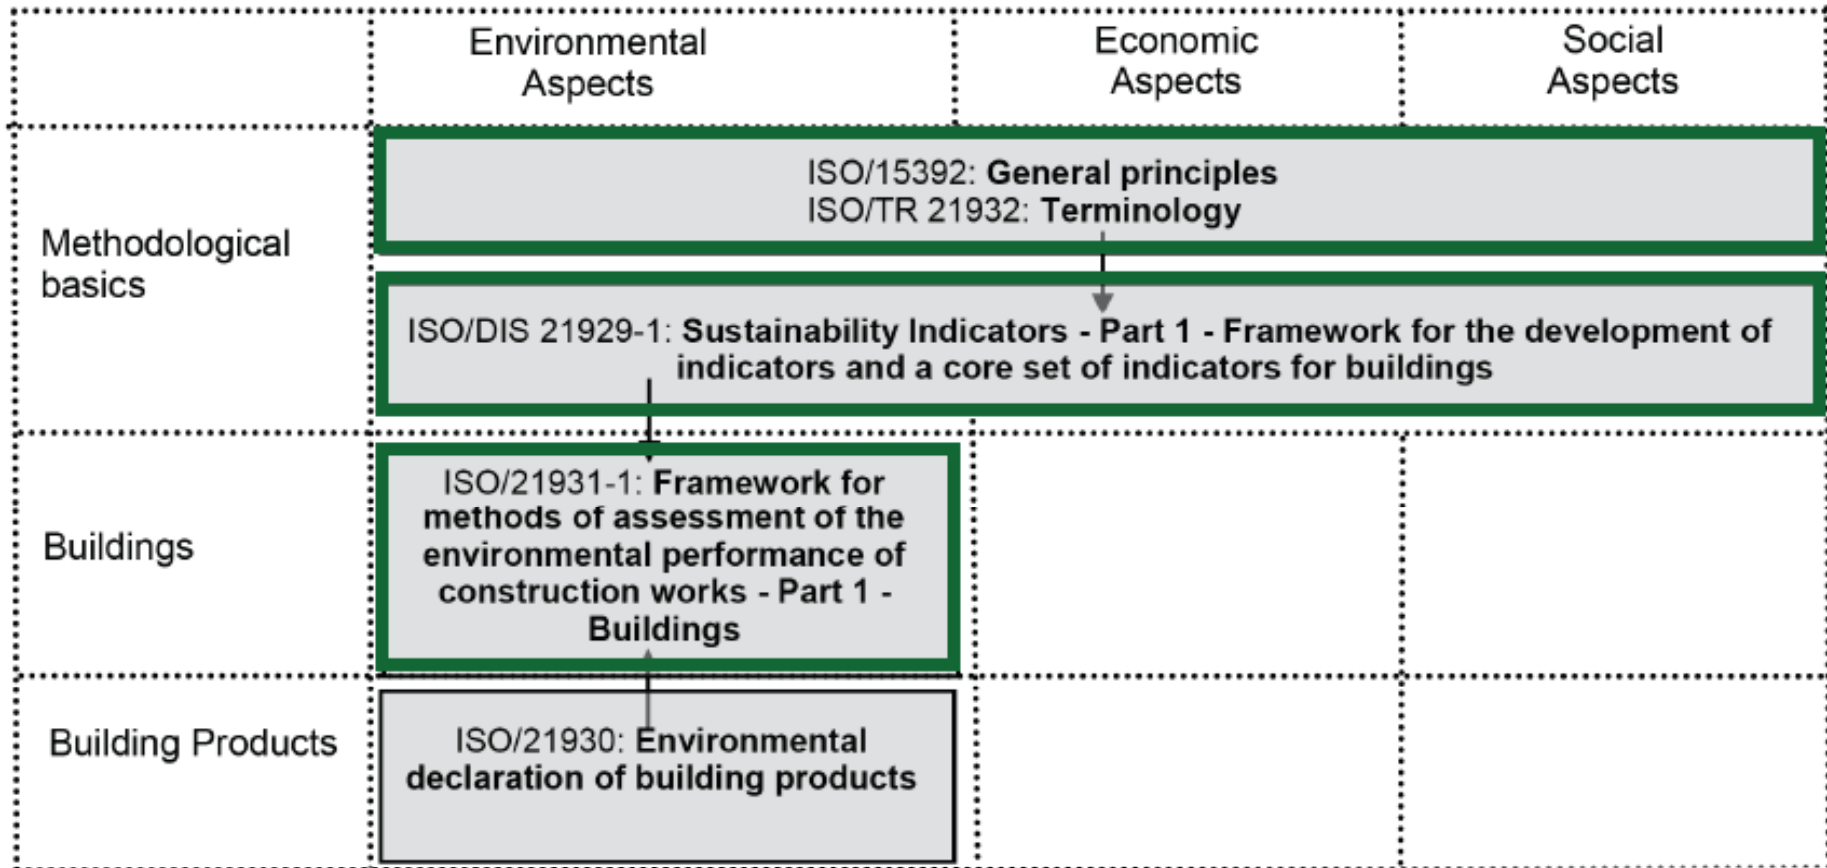 Environmental
Aspects
Economic
Aspects
Social
Aspects
Methodological
basics
ISO/15392: General principles
ISO/TR 21932: Terminology
ISO/DIS 21929-1: Sustainability Indicators - Part 1 - Framework for the development of
indicators and a core set of indicators for buildings
Buildings
ISO/21931-1: Framework for
methods of assessment of the
environmental performance of
construction works - Part 1 -
Buildings
Building Products
ISO/21930: Environmental
declaration of building products